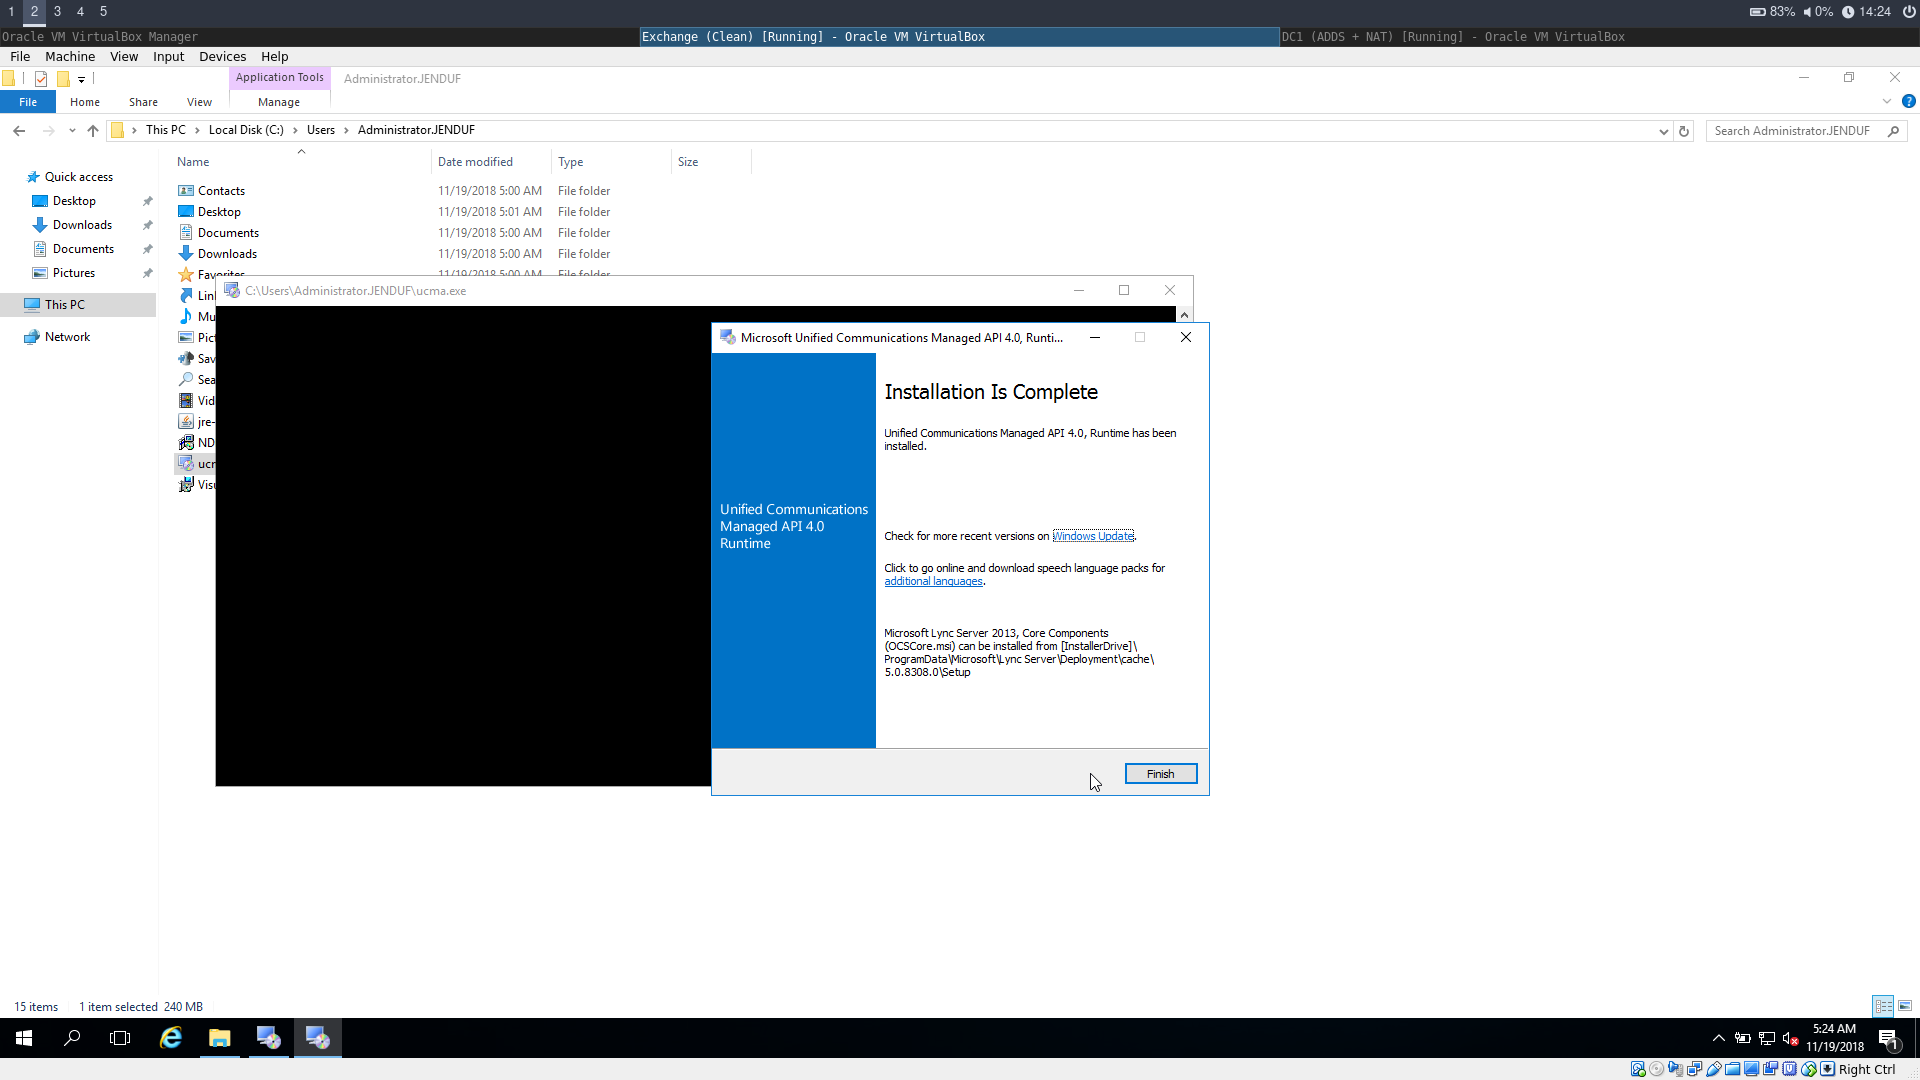 1 2 3 4 5
83% 0% 14:24
Oracle VM VirtualBox Manager
Exchange (Clean) [Running] - Oracle VM VirtualBox
DC1 (ADDS + NAT) [Running] - Oracle VM VirtualBox
File Machine View Input Devices Help
Application Tools
Administrator.JENDUF
File Home Share View Manage
This PC > Local Disk (C:) > Users > Administrator.JENDUF
Search Administrator.JENDUF
Name Date modified Type Size
Quick access
Desktop
Downloads
Documents
Pictures
This PC
Network
Contacts 11/19/2018 5:00 AM File folder
Desktop 11/19/2018 5:01 AM File folder
Documents 11/19/2018 5:00 AM File folder
Downloads 11/19/2018 5:00 AM File folder
Favorites 11/19/2018 5:00 AM File folder
Lin
Mu
Pic
Sav
Sea
Vid
jre-
ND
ucr
Visu
C:\Users\Administrator.JENDUF\ucma.exe
Microsoft Unified Communications Managed API 4.0, Runti...
Unified Communications
Managed API 4.0
Runtime
Installation Is Complete
Unified Communications Managed API 4.0, Runtime has been
installed.
Check for more recent versions on Windows Update.
Click to go online and download speech language packs for
additional languages.
Microsoft Lync Server 2013, Core Components
(OCSCore.msi) can be installed from [InstallerDrive]\
ProgramData\Microsoft\Lync Server\Deployment\cache\
5.0.8308.0\Setup
Finish
15 items 1 item selected 240 MB
5:24 AM
11/19/2018
1
Right Ctrl